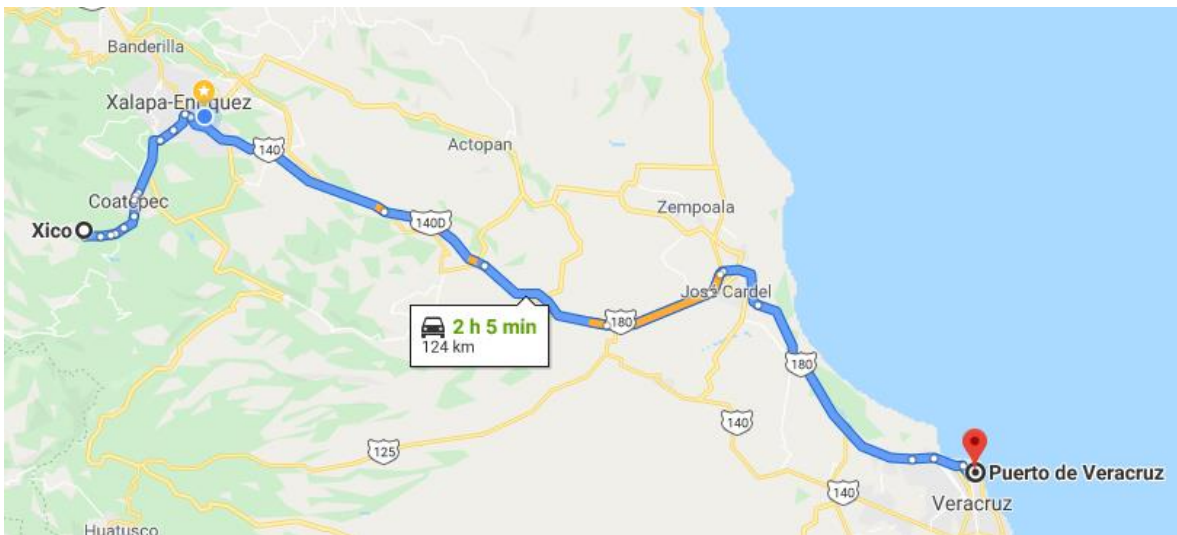 Banderilla
Xalapa-Enríquez
140
Actopan
Coatepec
Zempoala
Xico
140D
José Cardel
2 h 5 min
124 km
180
180
140
125
Puerto de Veracruz
140
Veracruz
Huatusco